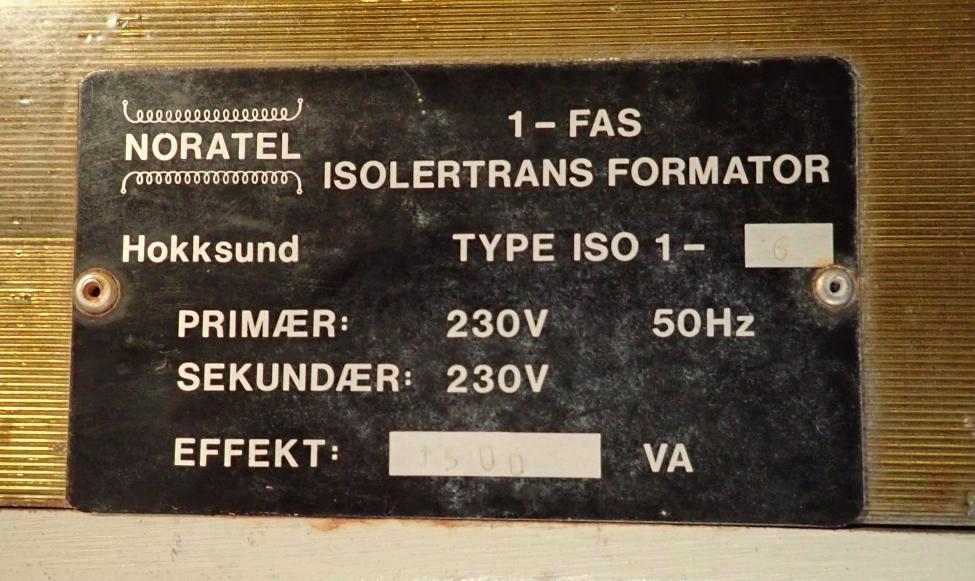 NORATEL
1 – FAS
ISOLERTRANS FORMATOR
Hokksund
TYPE ISO 1 – 6
PRIMÆR: 230V 50Hz
SEKUNDÆR: 230V
EFFEKT: 1500 VA